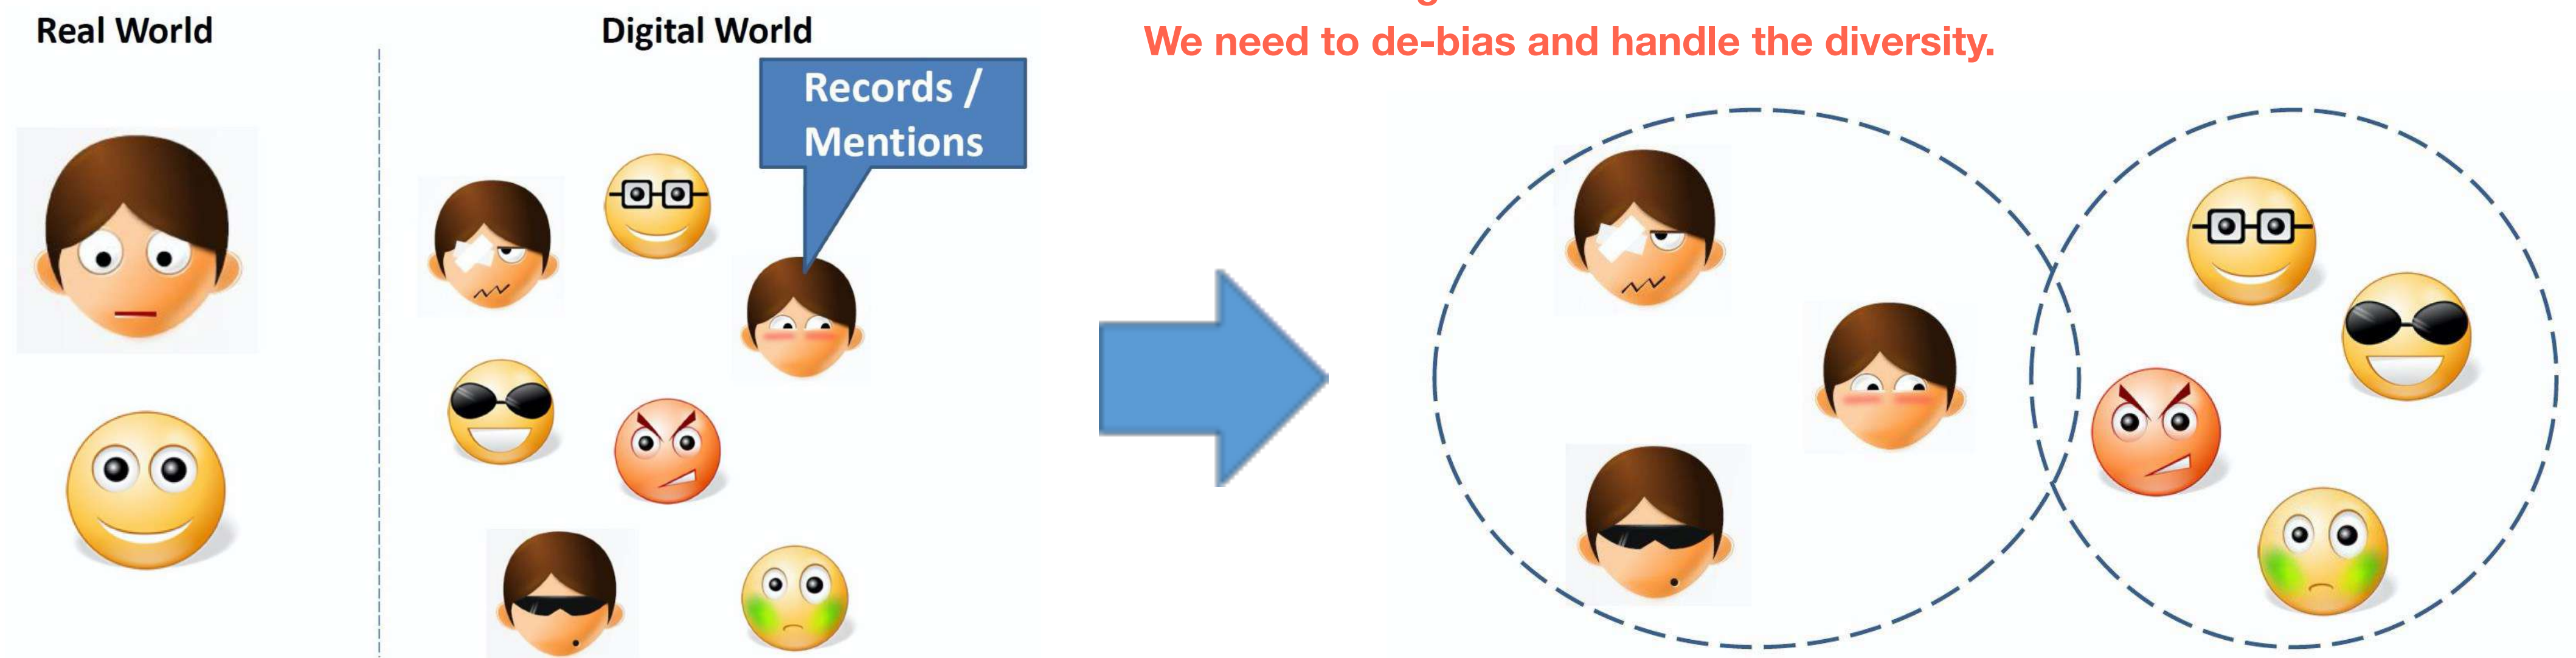 Real World
Digital World
We need to de-bias and handle the diversity.
Records /
Mentions